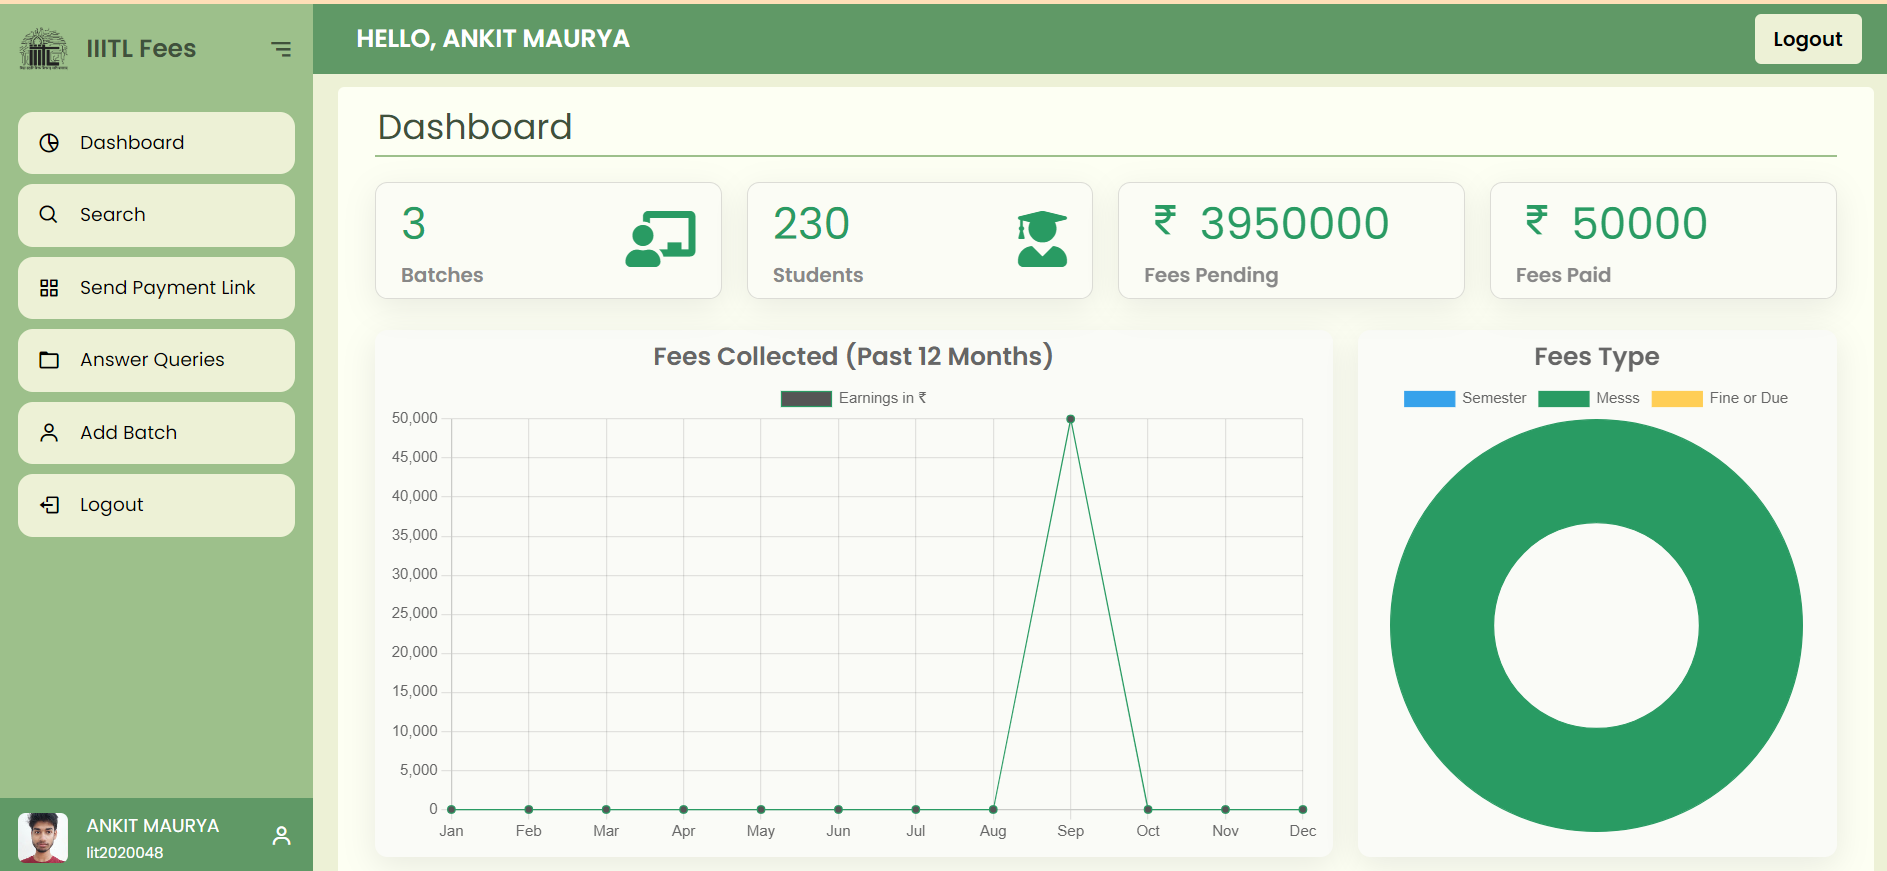 IIITL Fees
HELLO, ANKIT MAURYA
Logout
Dashboard
Search
Send Payment Link
Answer Queries
Add Batch
Logout
ANKIT MAURYA
lit2020048
Dashboard
3
Batches
230
Students
₹ 3950000
Fees Pending
₹ 50000
Fees Paid
Fees Collected (Past 12 Months)
Earnings in ₹
50,000
45,000
40,000
35,000
30,000
25,000
20,000
15,000
10,000
5,000
0
Jan Feb Mar Apr May Jun Jul Aug Sep Oct Nov Dec
Fees Type
Semester Messs Fine or Due